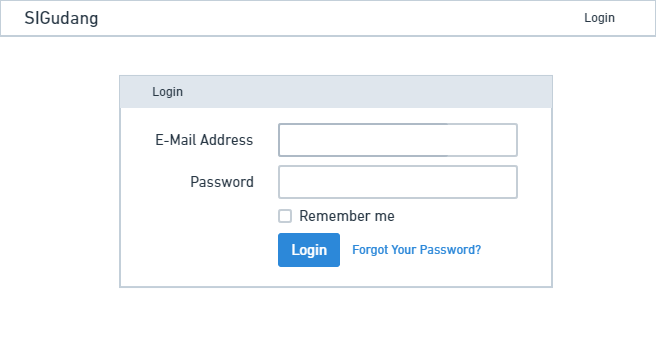 SIGudang Login
Login
E-Mail Address
Password
Remember me
Login Forgot Your Password?